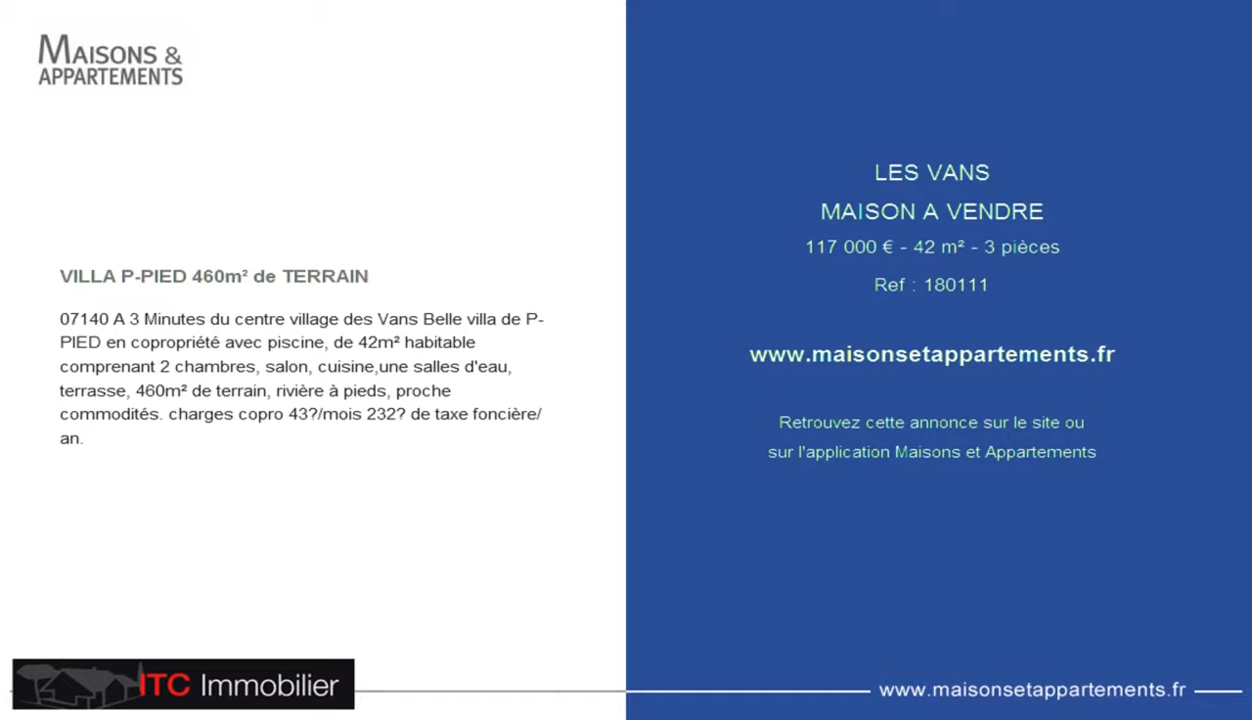 MAISONS &
APPARTEMENTS
VILLA P-PIED 460m² de TERRAIN
07140 A 3 Minutes du centre village des Vans Belle villa de P-
PIED en copropriété avec piscine, de 42m² habitable
comprenant 2 chambres, salon, cuisine,une salles d'eau,
terrasse, 460m² de terrain, rivière à pieds, proche
commodités. charges copro 43?/mois 232? de taxe foncière/
an.
ITC Immobilier
LES VANS
MAISON A VENDRE
117 000 € - 42 m² - 3 pièces
Ref : 180111
www.maisonsetappartements.fr
Retrouvez cette annonce sur le site ou
sur l'application Maisons et Appartements
www.maisonsetappartements.fr